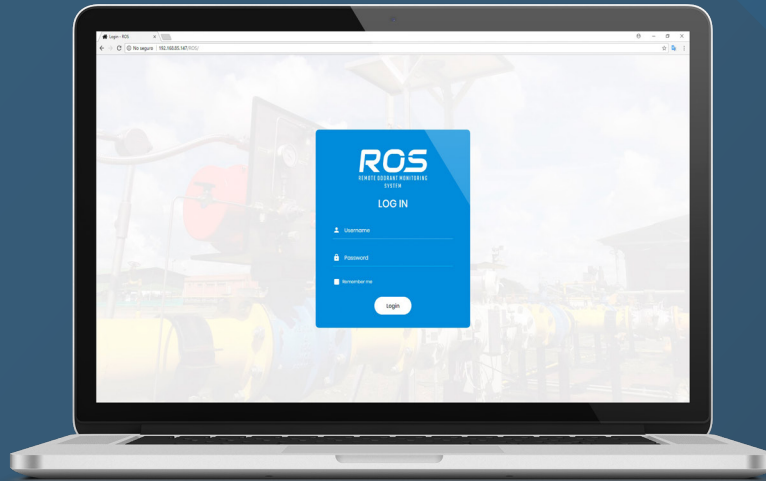 Login - ROS
No seguro | 192.168.85.147/ROS/
ROS
REMOTE ODORANT MONITORING
SYSTEM
LOG IN
Username
Password
Remember me
Login